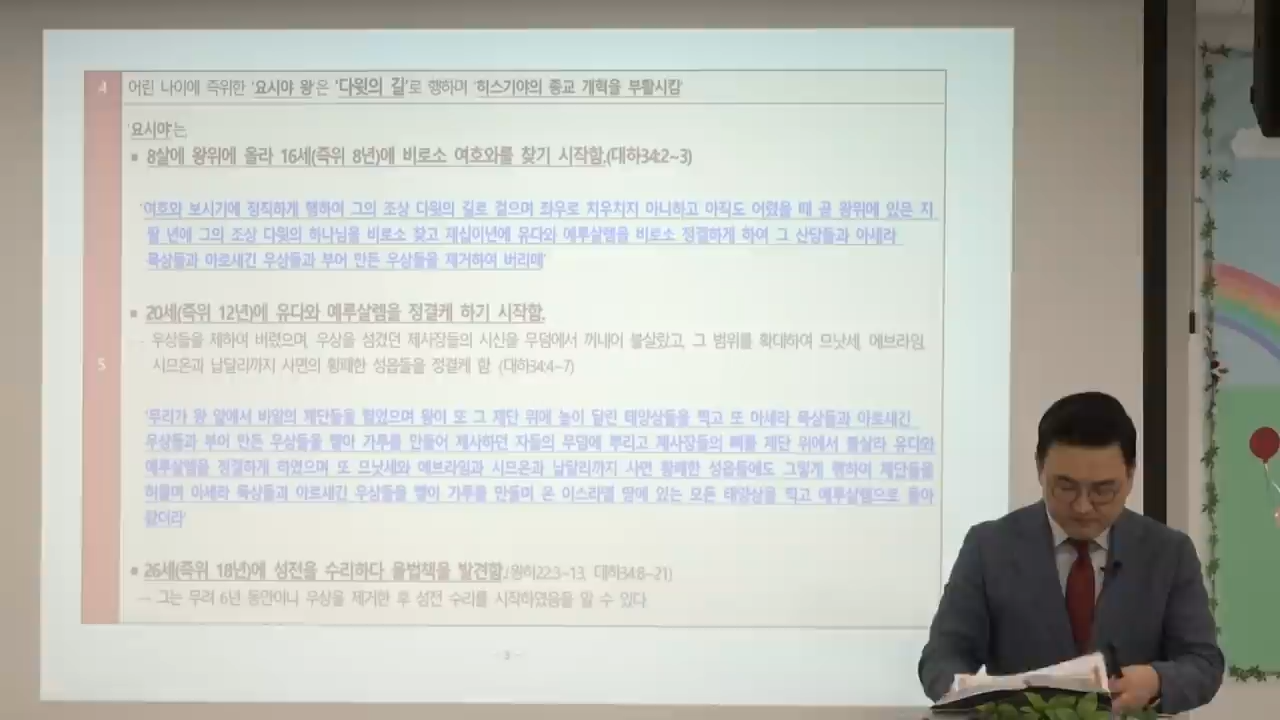 4 어린 나이에 즉위한 '요시야 왕'은 '다윗의 길'로 행하며 '히스기야의 종교 개혁을 부활시킴'
'요시야'는,
▪ 8살에 왕위에 올라 16세(즉위 8년)에 비로소 여호와를 찾기 시작함.(대하34:2~3)
'여호와 보시기에 정직하게 행하여 그의 조상 다윗의 길로 걸으며 좌우로 치우치지 아니하고 아직도 어렸을 때 곧 왕위에 있은 지
팔 년에 그의 조상 다윗의 하나님을 비로소 찾고 제십이년에 유다와 예루살렘을 비로소 정결하게 하여 그 산당들과 아세라
목상들과 아로새긴 우상들과 부어 만든 우상들을 제거하여 버리매'
▪ 20세(즉위 12년)에 유다와 예루살렘을 정결케 하기 시작함.
- 우상들을 제하여 버렸으며, 우상을 섬겼던 제사장들의 시신을 무덤에서 꺼내어 불살랐고, 그 범위를 확대하여 므낫세, 에브라임,
5 시므온과 납달리까지 사면의 황폐한 성읍들을 정결케 함. (대하34:4~7)
'무리가 왕 앞에서 바알의 제단들을 헐었으며 왕이 또 그 제단 위에 높이 달린 태양상들을 찍고 또 아세라 목상들과 아로새긴
우상들과 부어 만든 우상들을 빻아 가루를 만들어 제사하던 자들의 무덤에 뿌리고 제사장들의 뼈를 제단 위에서 불살라 유다와
예루살렘을 정결하게 하였으며 또 므낫세와 에브라임과 시므온과 납달리까지 사면 황폐한 성읍들에도 그렇게 행하여 제단들을
허물며 아세라 목상들과 아로새긴 우상들을 빻아 가루를 만들며 온 이스라엘 땅에 있는 모든 태양상을 찍고 예루살렘으로 돌아
왔더라'
▪ 26세(즉위 18년)에 성전을 수리하다 율법책을 발견함.(왕하22:3~13, 대하34:8~21)
- 그는 무려 6년 동안이나 우상을 제거한 후 성전 수리를 시작하였음을 알 수 있다.
- 3 -